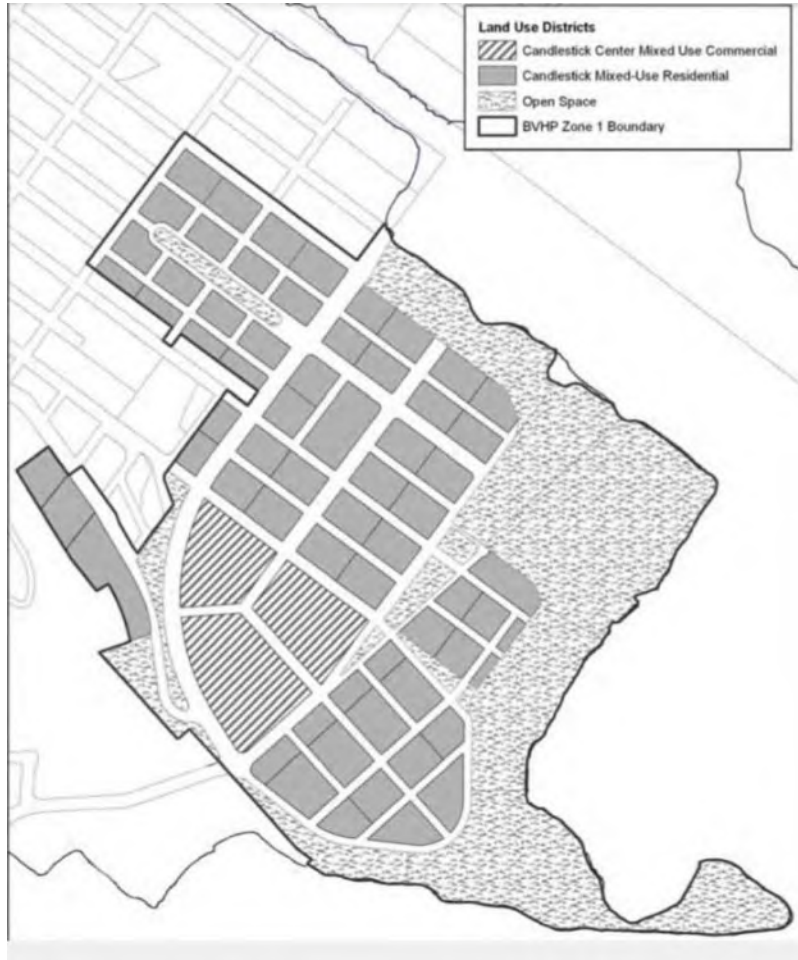 Land Use Districts
Candlestick Center Mixed Use Commercial
Candlestick Mixed-Use Residential
Open Space
BVHP Zone 1 Boundary